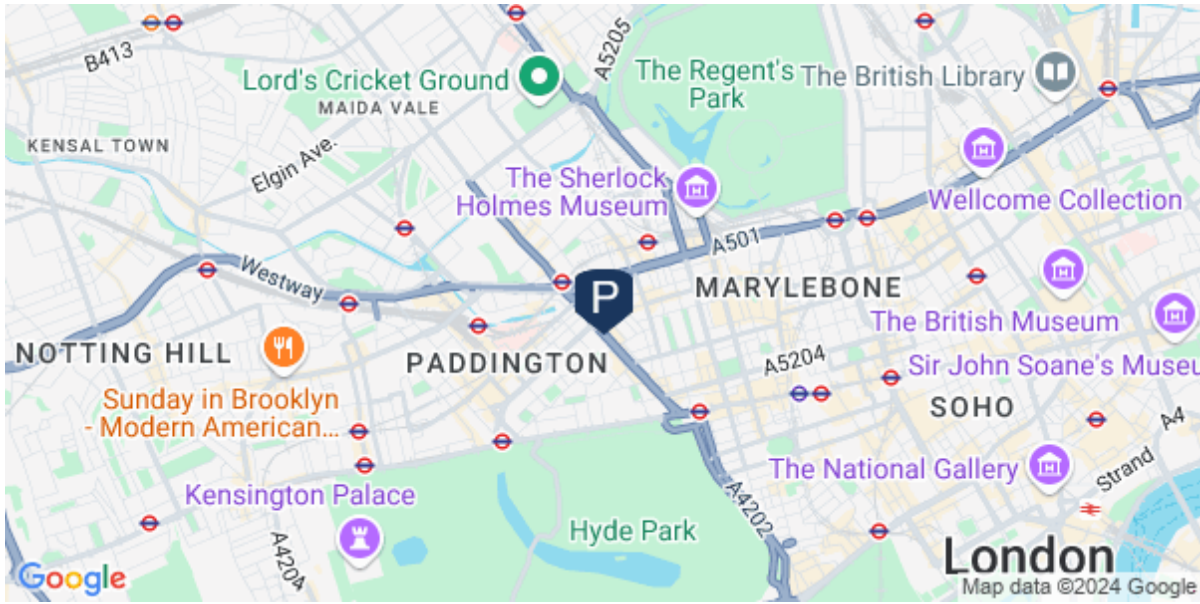 B413
A5205
Lord's Cricket Ground
MAIDA VALE
The Regent's
Park
The British Library
KENSAL TOWN
Elgin Ave.
The Sherlock
Holmes Museum
Wellcome Collection
A501
Westway
MARYLEBONE
P
The British Museum
NOTTING HILL
PADDINGTON
A5204
Sir John Soane's Museu
Sunday in Brooklyn
- Modern American...
SOHO
A4
The National Gallery
Strand
Kensington Palace
A4202
Hyde Park
A4204
London
Google
Map data ©2024 Google